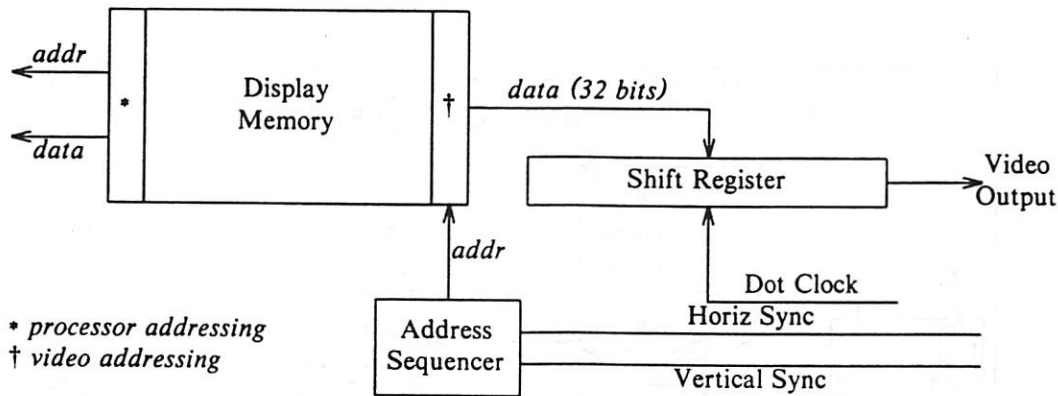 addr
data
*
Display
Memory
†
data (32 bits)
Shift Register
Video
Output
addr
Dot Clock
Horiz Sync
Address
Sequencer
Vertical Sync
* processor addressing
† video addressing